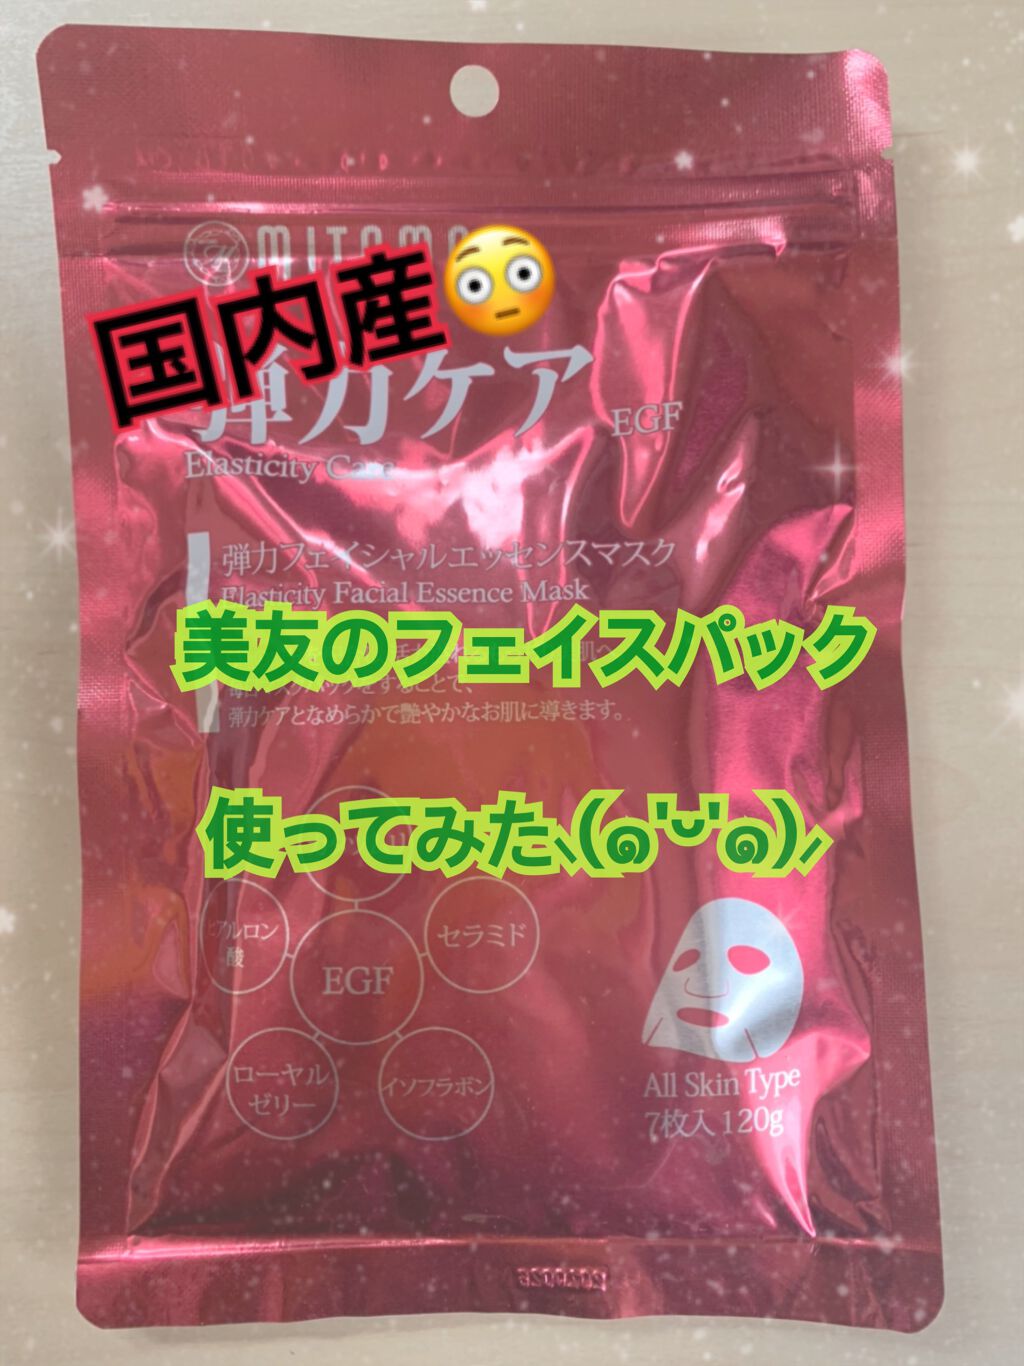 MITOMO
国内産😳
弾力ケア
EGF
Elasticity Care
弾力フェイシャルエッセンスマスク
Elasticity Facial Essence Mask
美友のフェイスパック
弾力ケアとなめらかで艶やかなお肌に導きます。
使ってみた⸜(๑'ᵕ'๑)⸝
ヒアルロン
酸
セラミド
EGF
ローヤル
ゼリー
イソフラボン
All Skin Type
7枚入 120g